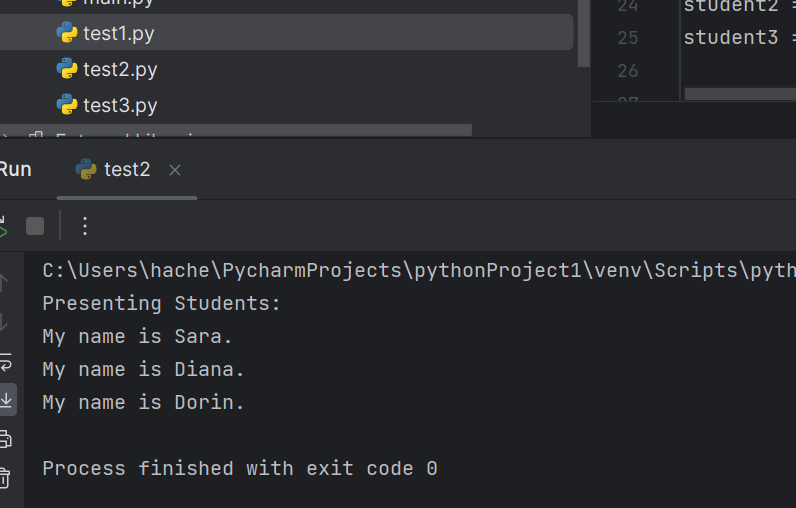 main.py
test1.py
test2.py
test3.py
24 student2 =
25 student3 =
26
27
Run test2
C:\Users\hache\PycharmProjects\pythonProject1\venv\Scripts\pyth
Presenting Students:
My name is Sara.
My name is Diana.
My name is Dorin.
Process finished with exit code 0